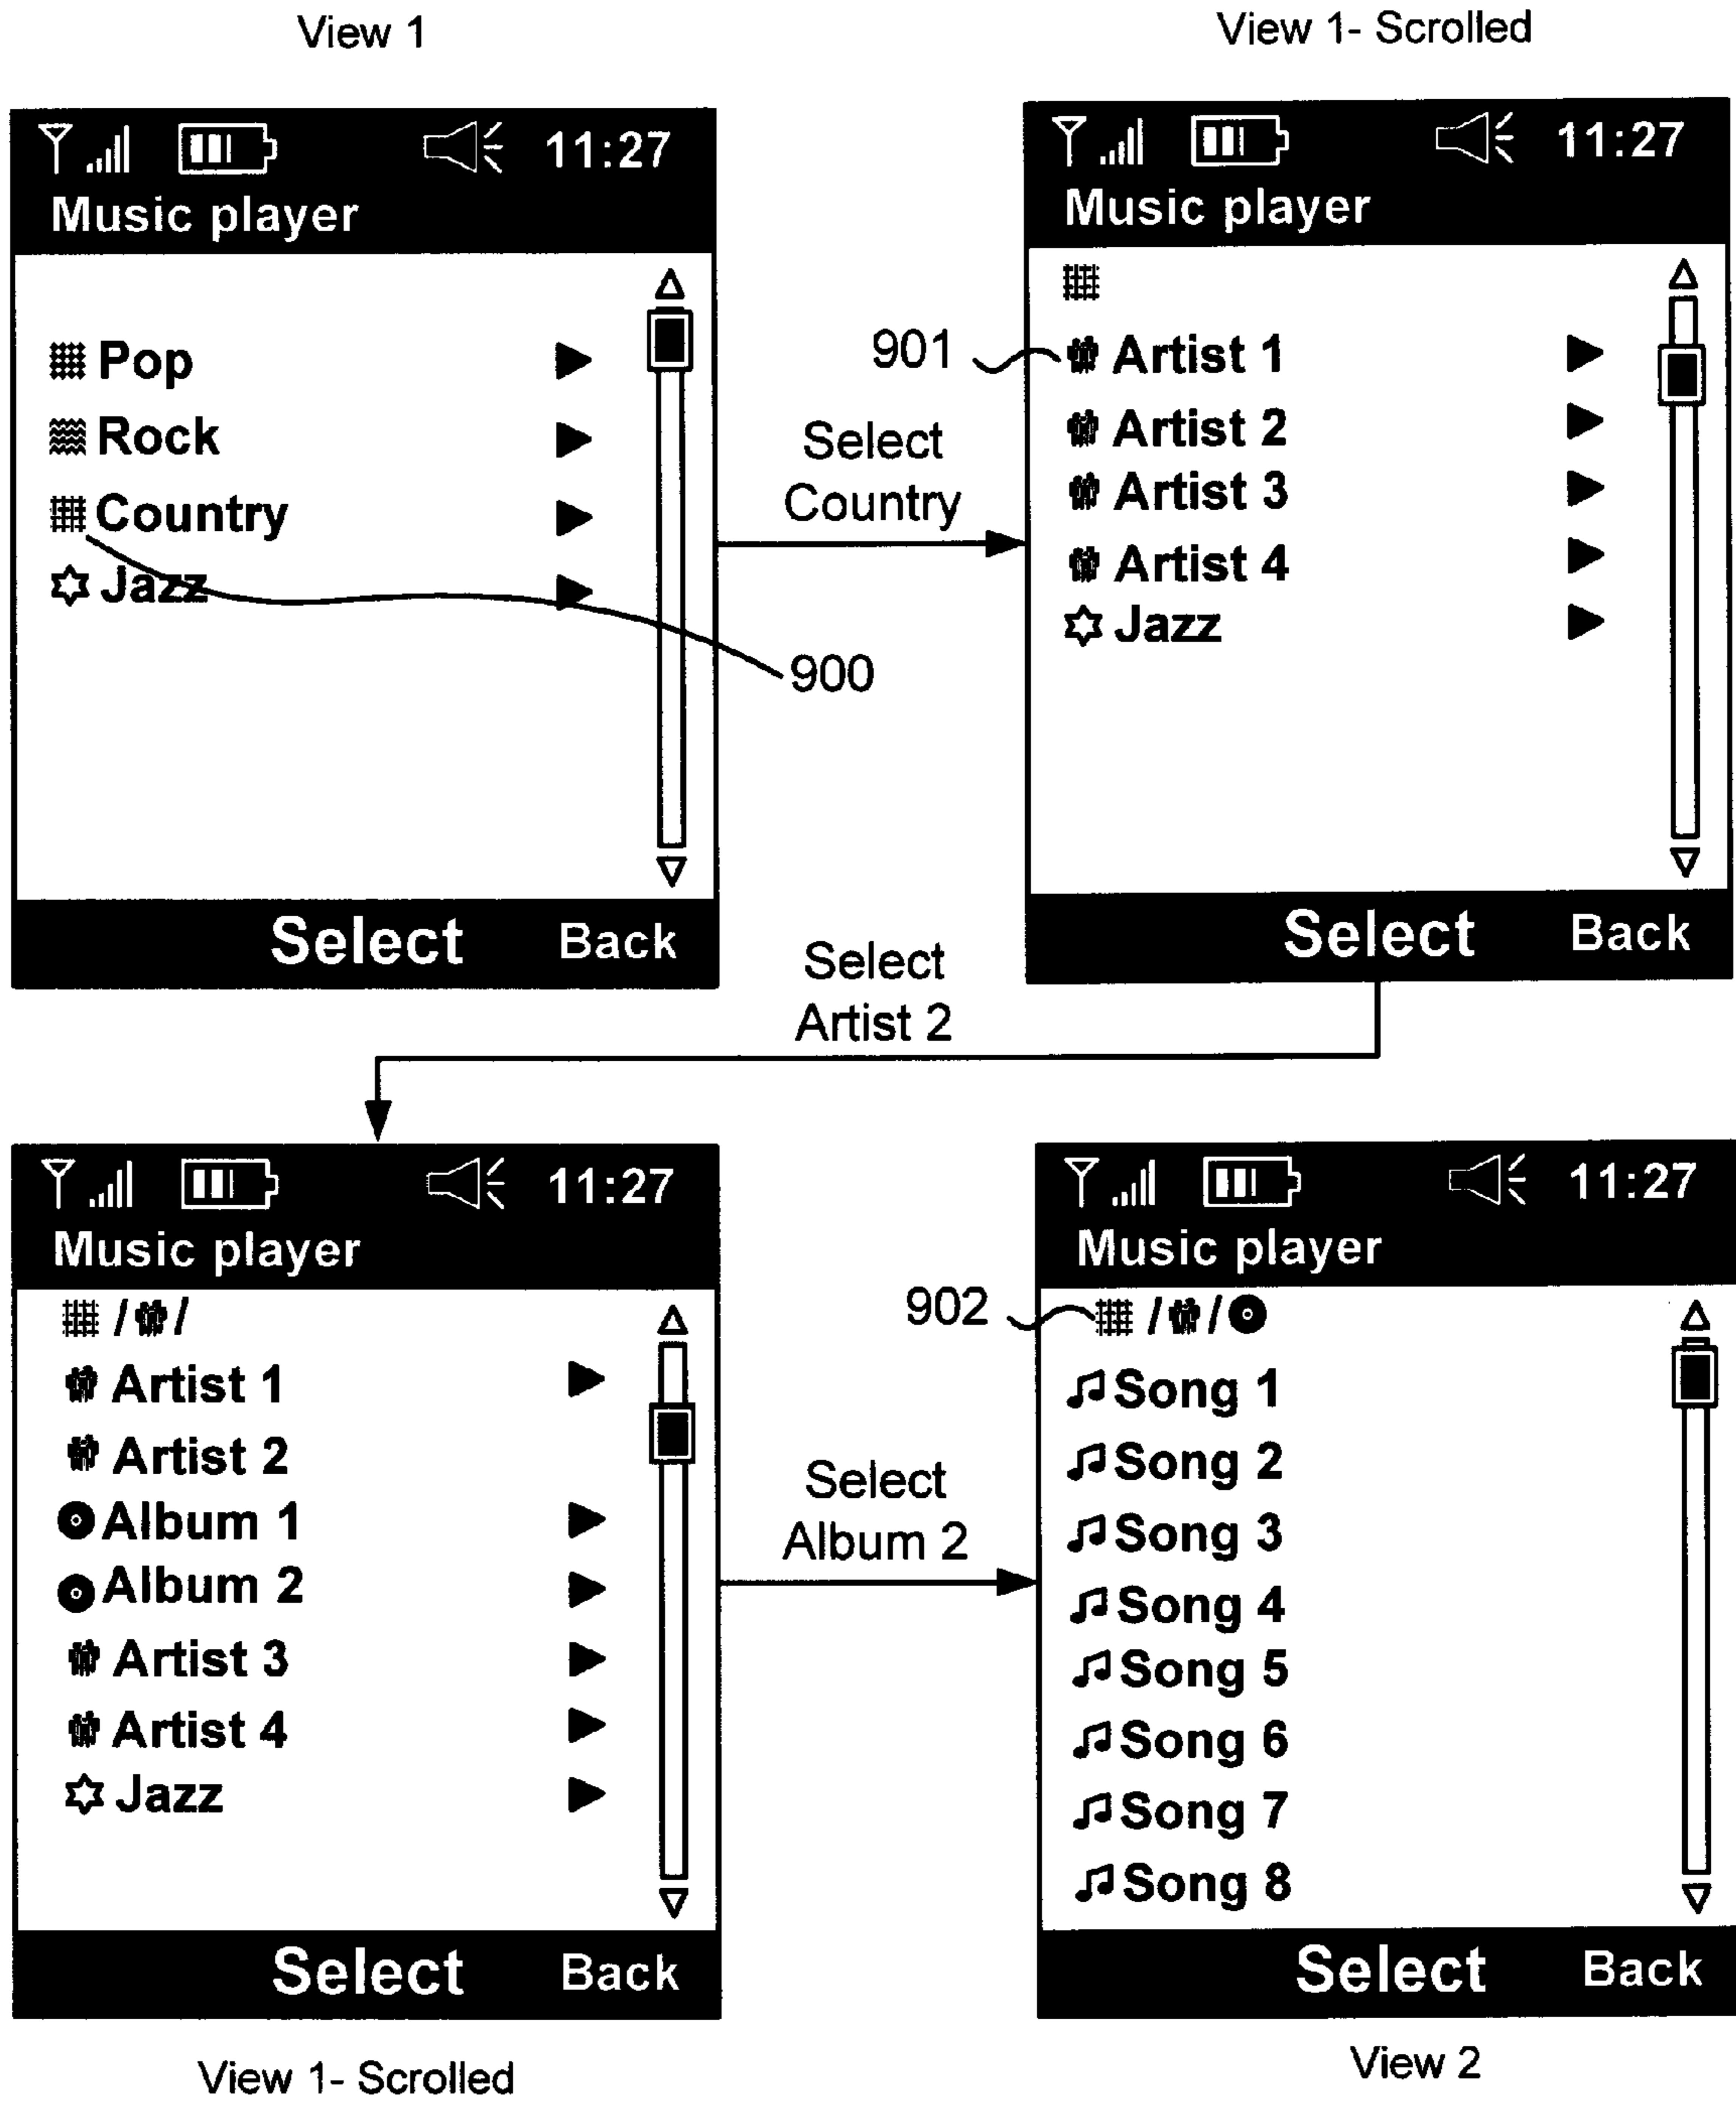 View 1
11:27
Music player
Pop
Rock
Country
Jazz
Select Back
900
Select
Country
View 1- Scrolled
11:27
Music player
901
Artist 1
Artist 2
Artist 3
Artist 4
Jazz
Select Back
Select
Artist 2
11:27
Music player
/ /
Artist 1
Artist 2
Album 1
Album 2
Artist 3
Artist 4
Jazz
Select Back
View 1- Scrolled
Select
Album 2
11:27
Music player
902
/ /
Song 1
Song 2
Song 3
Song 4
Song 5
Song 6
Song 7
Song 8
Select Back
View 2